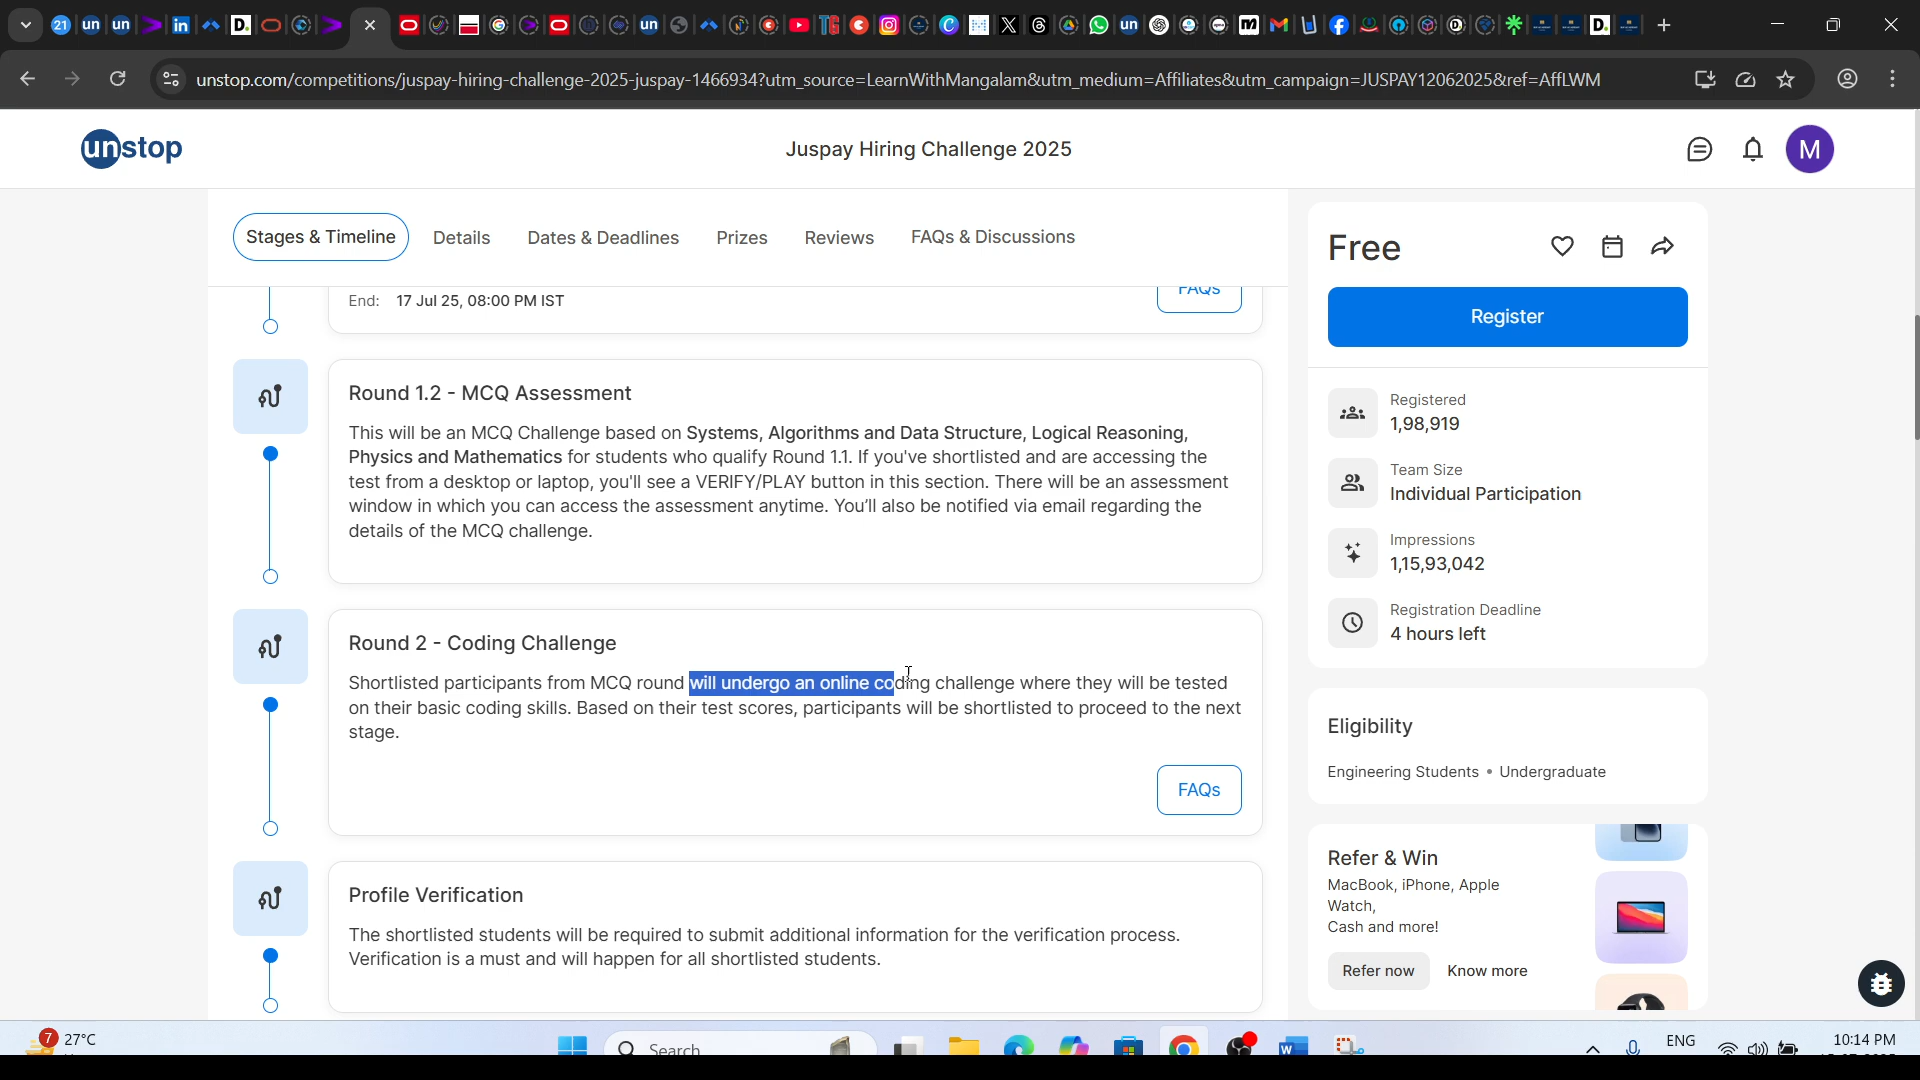 unstop.com/competitions/juspay-hiring-challenge-2025-juspay-1466934?utm_source=LearnWithMangalam&utm_medium=Affiliates&utm_campaign=JUSPAY12062025&ref=AffLWM
unstop
Juspay Hiring Challenge 2025
M
Stages & Timeline
Details
Dates & Deadlines
Prizes
Reviews
FAQs & Discussions
End: 17 Jul 25, 08:00 PM IST
FAQs
Round 1.2 - MCQ Assessment
This will be an MCQ Challenge based on Systems, Algorithms and Data Structure, Logical Reasoning,
Physics and Mathematics for students who qualify Round 1.1. If you've shortlisted and are accessing the
test from a desktop or laptop, you'll see a VERIFY/PLAY button in this section. There will be an assessment
window in which you can access the assessment anytime. You’ll also be notified via email regarding the
details of the MCQ challenge.
Round 2 - Coding Challenge
Shortlisted participants from MCQ round will undergo an online coding challenge where they will be tested
on their basic coding skills. Based on their test scores, participants will be shortlisted to proceed to the next
stage.
FAQs
Profile Verification
The shortlisted students will be required to submit additional information for the verification process.
Verification is a must and will happen for all shortlisted students.
Free
Register
Registered
1,98,919
Team Size
Individual Participation
Impressions
1,15,93,042
Registration Deadline
4 hours left
Eligibility
Engineering Students • Undergraduate
Refer & Win
MacBook, iPhone, Apple
Watch,
Cash and more!
Refer now
Know more
7
27°C
Search
ENG
10:14 PM